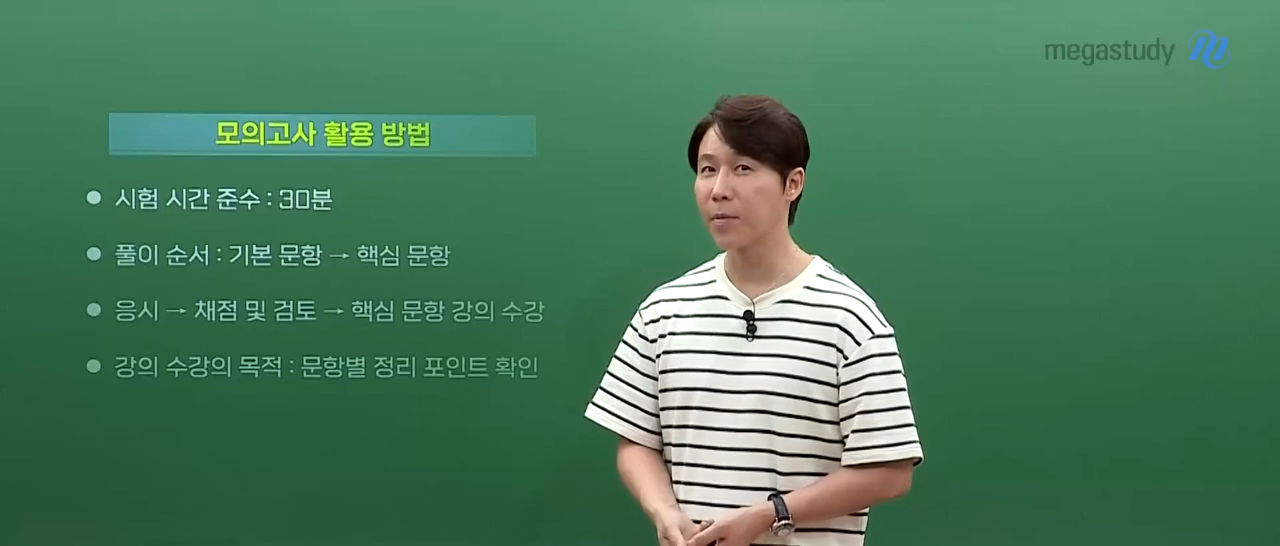 megastudy
모의고사 활용 방법
● 시험 시간 준수 : 30분
● 풀이 순서 : 기본 문항 → 핵심 문항
● 응시 → 채점 및 검토 → 핵심 문항 강의 수강
● 강의 수강의 목적 : 문항별 정리 포인트 확인